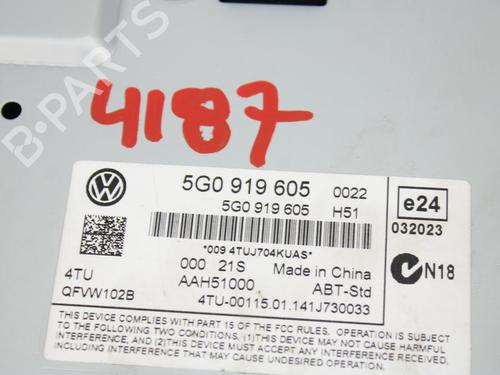 B-PARTS
4187
5G0 919 605 0022
5G0 919 605 H51
*009 4TUJ704KUAS*
4TU 000 21S Made in China
QFVW102B AAH51000 ABT-Std
4TU-00115.01.141J730033
e24
032023
N18
THIS DEVICE COMPLIES WITH PART 15 OF THE F.C.C. RULES. OPERATION IS
SUBJECT TO THE FOLLOWING TWO CONDITIONS. (1)THIS DEVICE MAY NOT CAUSE HARMFUL
INTERFERENCE, AND (2)THIS DEVICE MUST ACCEPT ANY INTERFERENCE RECEIVED,
INCLUDING INTERFERENCE THAT MAY CAUSE